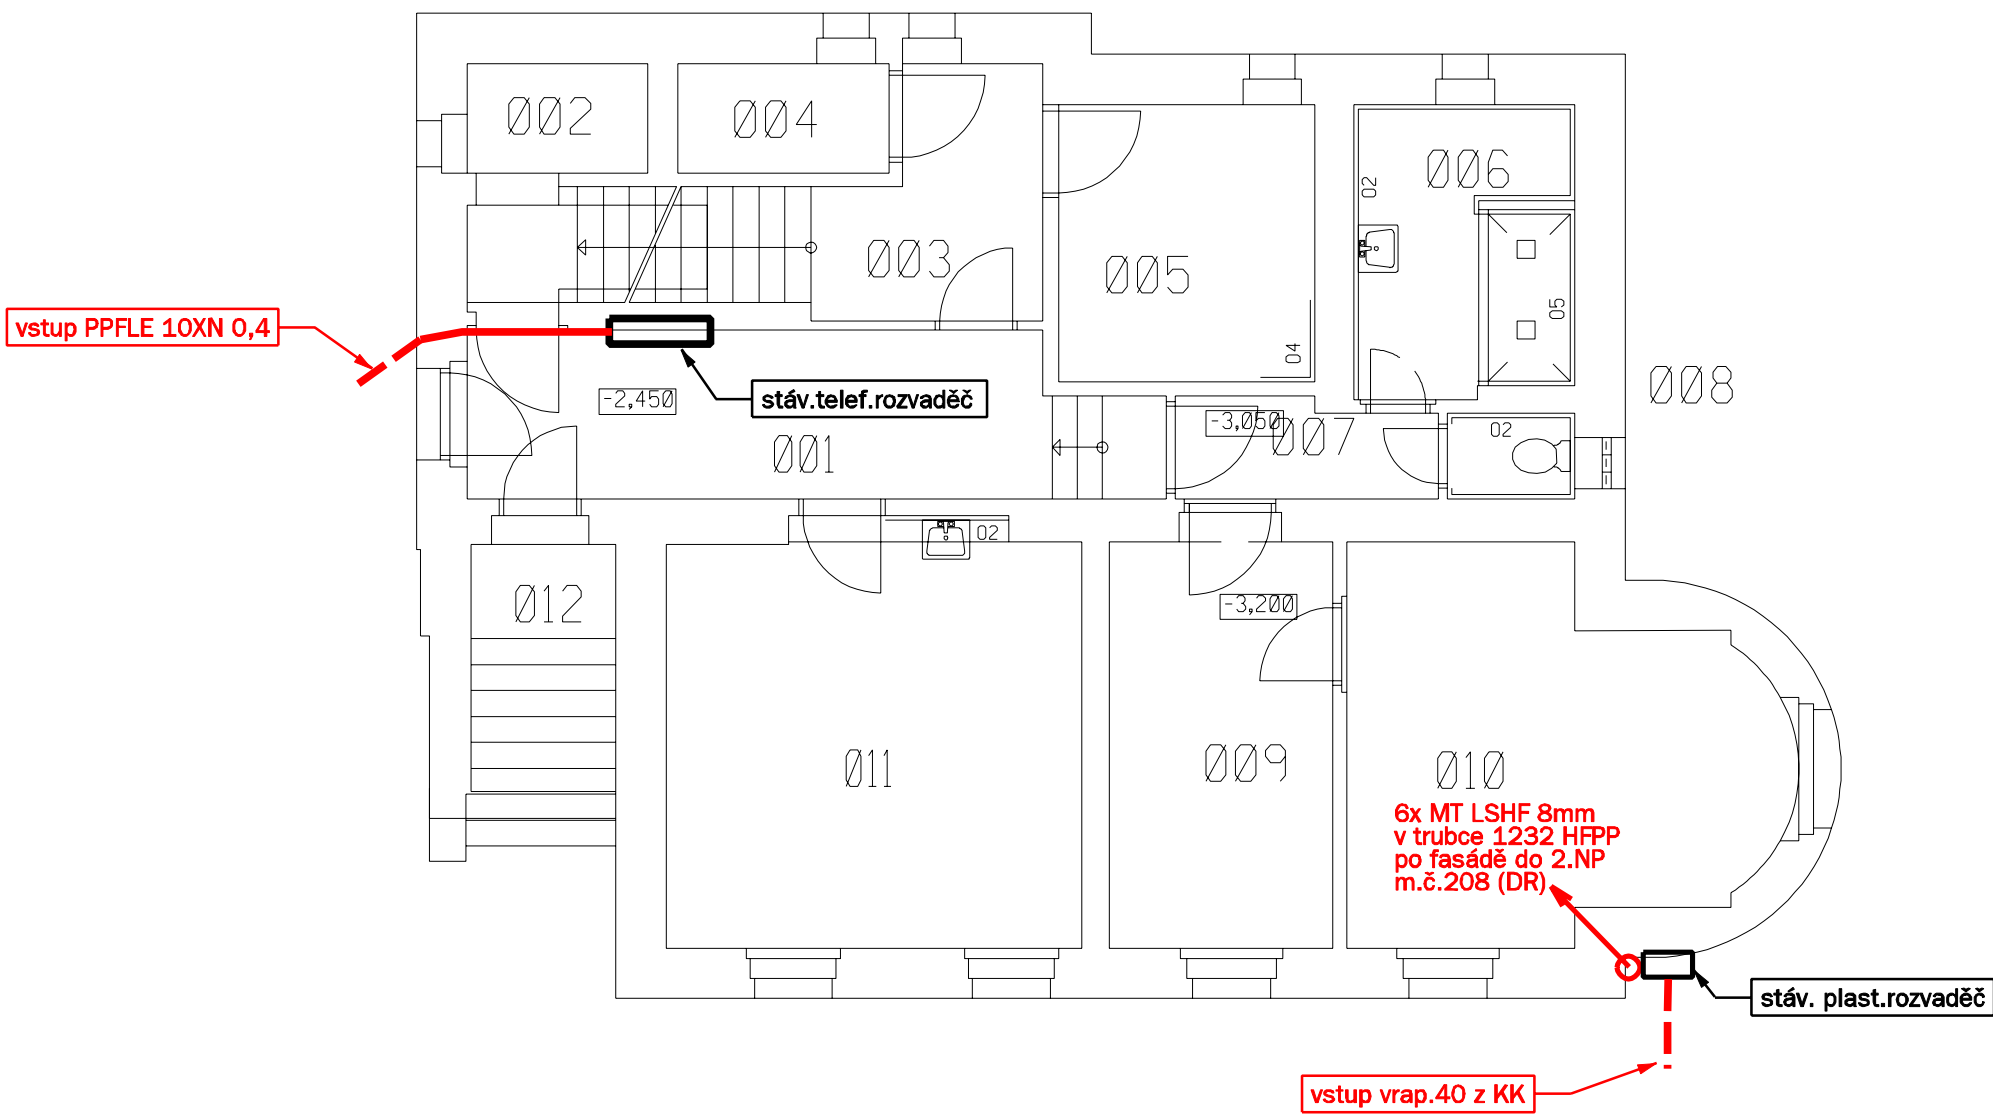 002
004
006
02
003
005
05
vstup PPFLE 10XN 0,4
04
008
-2,450
stáv.telef.rozvaděč
-3,050
007
02
001
02
012
-3,200
011
009
010
6x MT LSHF 8mm
v trubce 1232 HFPP
po fasádě do 2.NP
m.č.208 (DR)
stáv. plast.rozvaděč
vstup vrap.40 z KK